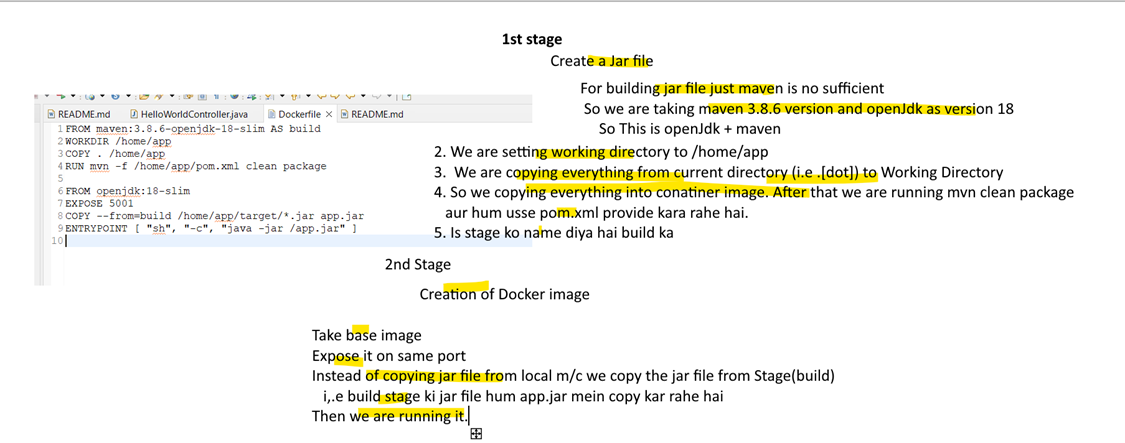 1st stage
Create a Jar file
For building jar file just maven is no sufficient
So we are taking maven 3.8.6 version and openJdk as version 18
So This is openJdk + maven
README.md HelloWorldController.java Dockerfile × README.md
1 FROM maven:3.8.6-openjdk-18-slim AS build
2 WORKDIR /home/app
3 COPY . /home/app
4 RUN mvn -f /home/app/pom.xml clean package
5
6 FROM openjdk:18-slim
7 EXPOSE 5001
8 COPY --from=build /home/app/target/*.jar app.jar
9 ENTRYPOINT [ "sh", "-c", "java -jar /app.jar" ]
10
2. We are setting working directory to /home/app
3. We are copying everything from current directory (i.e .[dot]) to Working Directory
4. So we copying everything into conatiner image. After that we are running mvn clean package
aur hum usse pom.xml provide kara rahe hai.
5. Is stage ko name diya hai build ka
2nd Stage
Creation of Docker image
Take base image
Expose it on same port
Instead of copying jar file from local m/c we copy the jar file from Stage(build)
i,.e build stage ki jar file hum app.jar mein copy kar rahe hai
Then we are running it.